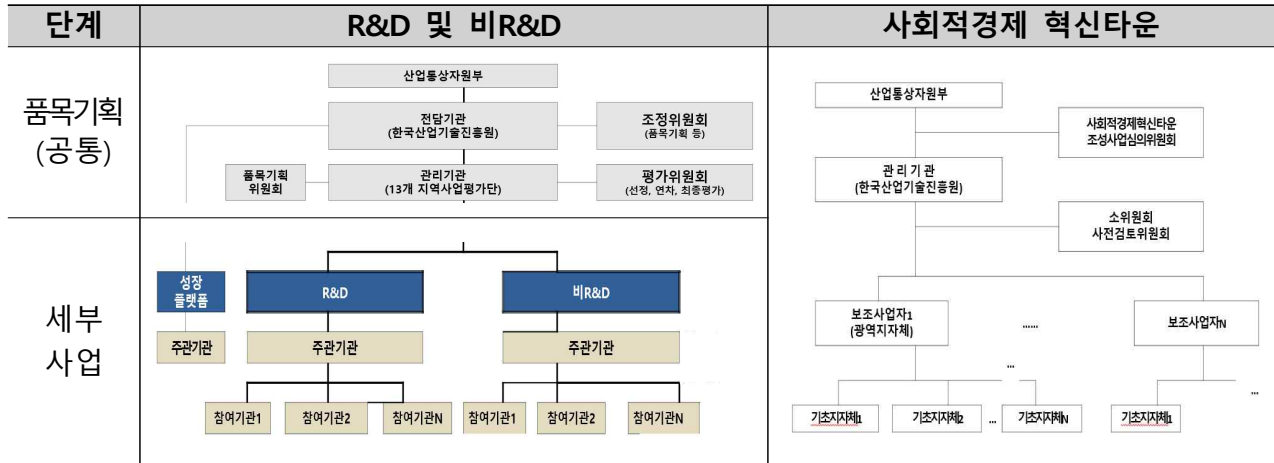 단계
R&D 및 비R&D
사회적경제 혁신타운
품목기획
(공통)
산업통상자원부
전담기관
(한국산업기술진흥원)
조정위원회
(품목기획 등)
품목기획
위원회
관리기관
(13개 지역사업평가단)
평가위원회
(선정, 연차, 최종평가)
세부
사업
성장
플랫폼
R&D
비R&D
주관기관
주관기관
주관기관
참여기관1
참여기관2
참여기관N
참여기관1
참여기관2
참여기관N
산업통상자원부
사회적경제혁신타운
조성사업심의위원회
관리기관
(한국산업기술진흥원)
소위원회
사전검토위원회
보조사업자1
(광역지자체)
……
보조사업자N
...
...
기초지자체1
기초지자체2
...
기초지자체N
기초지자체1